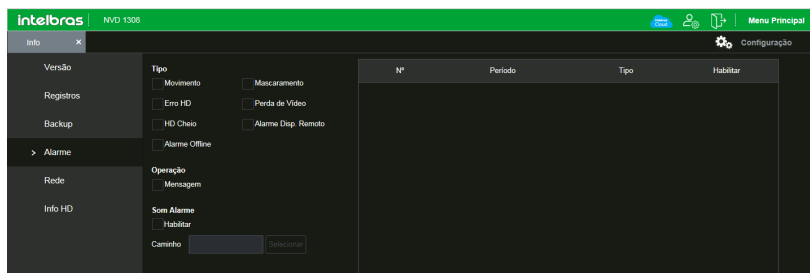 intelbras NVD 1308 Menu Principal
Info × Configuração
Versão
Registros
Backup
> Alarme
Rede
Info HD
Tipo
Movimento Mascaramento
Erro HD Perda de Vídeo
HD Cheio Alarme Disp. Remoto
Alarme Offline
Operação
Mensagem
Som Alarme
Habilitar
Caminho Selecionar
Nº Período Tipo Habilitar